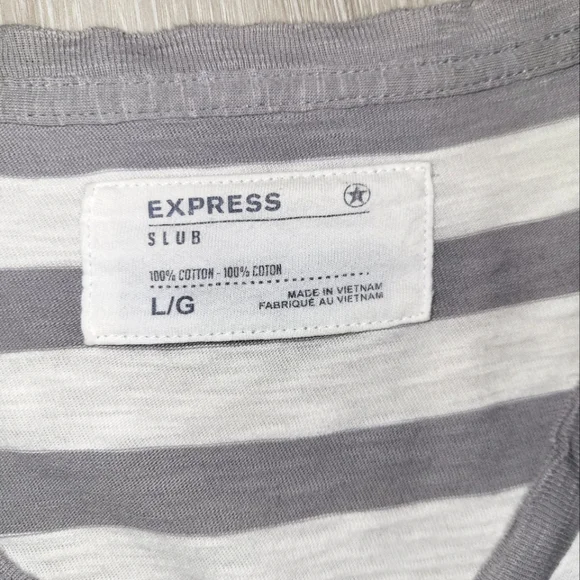 EXPRESS
SLUB
100% COTTON - 100% COTON
L/G
MADE IN VIETNAM
FABRIQUÉ AU VIETNAM